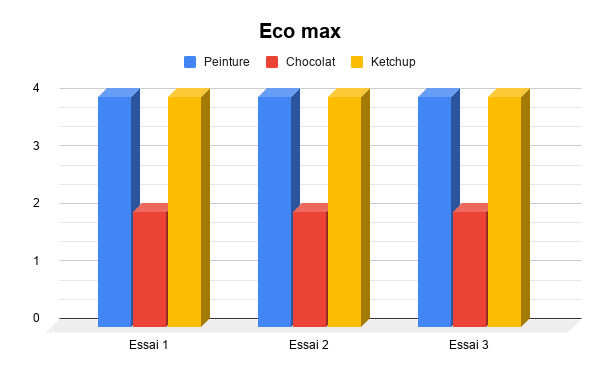 Eco max
Peinture Chocolat Ketchup
4
3
2
1
0
Essai 1 Essai 2 Essai 3